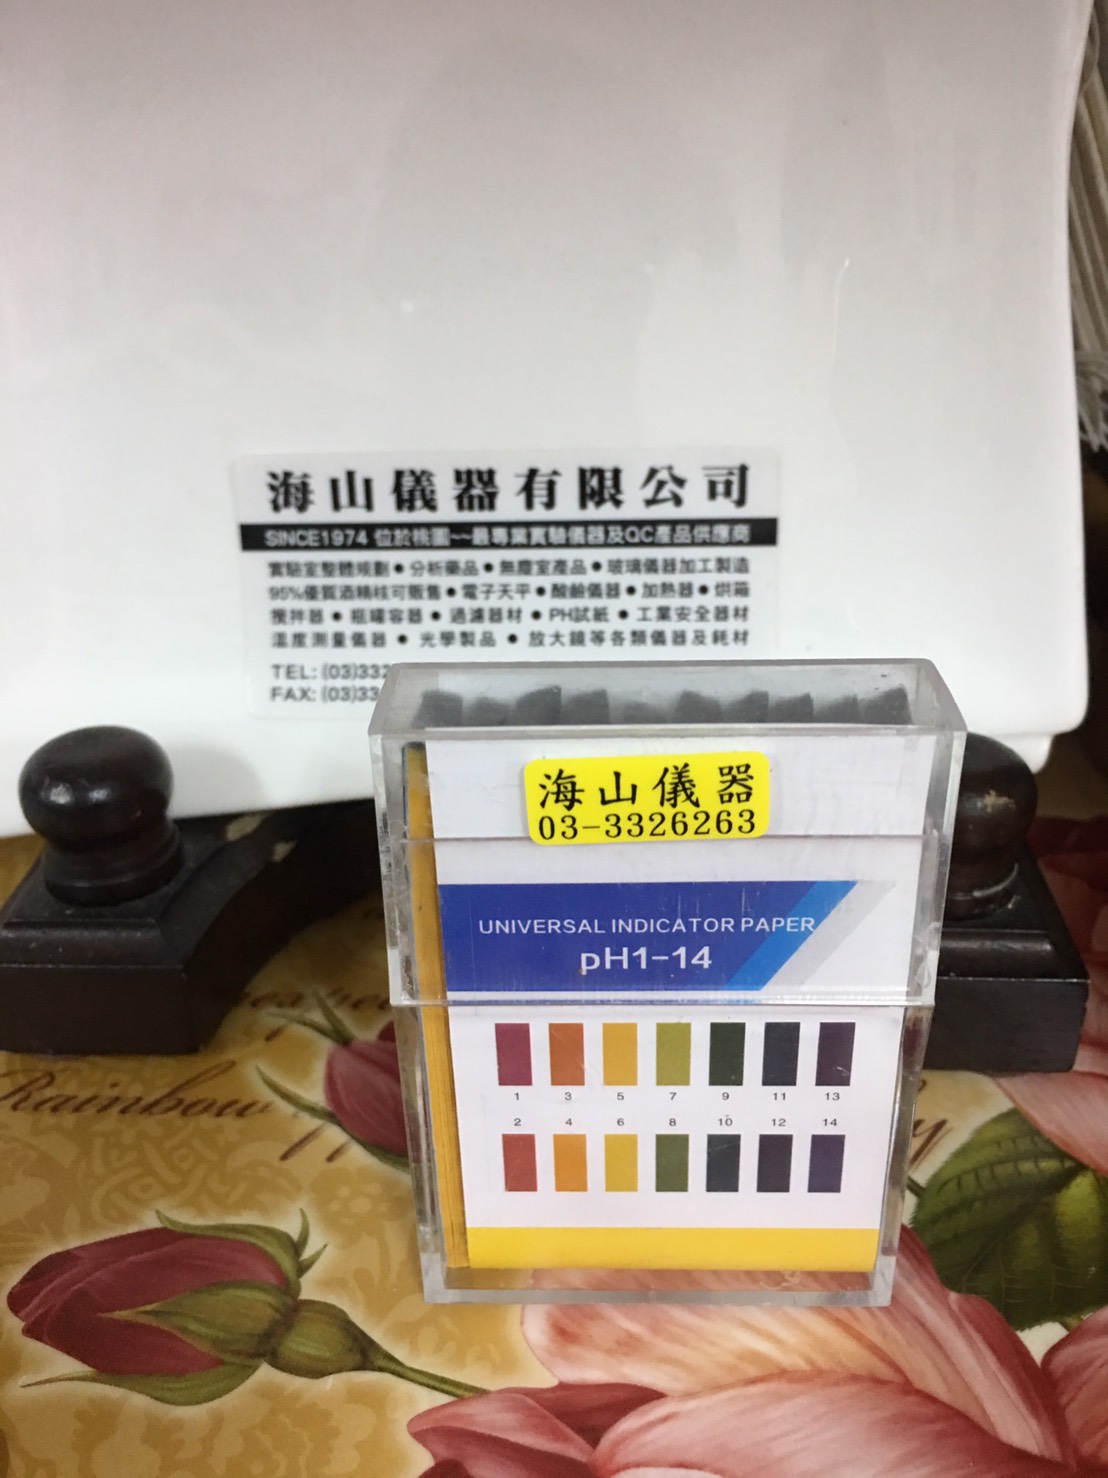 海山儀器有限公司
SINCE1974 位於桃園~~最專業實驗儀器及QC產品供應商
實驗室整體規劃●分析藥品●無塵室產品●玻璃儀器加工製造
95%優質酒精核可販售●電子天平●酸鹼儀器●加熱器●烘箱
攪拌器●瓶罐容器●過濾器材●PH試紙●工業安全器材
溫度測量儀器●光學製品●放大鏡等各類儀器及耗材
TEL: (03)332
FAX: (03)33
海山儀器
03-3326263
UNIVERSAL INDICATOR PAPER
pH1-14
1 3 5 7 9 11 13
2 4 6 8 10 12 14
Rainbow